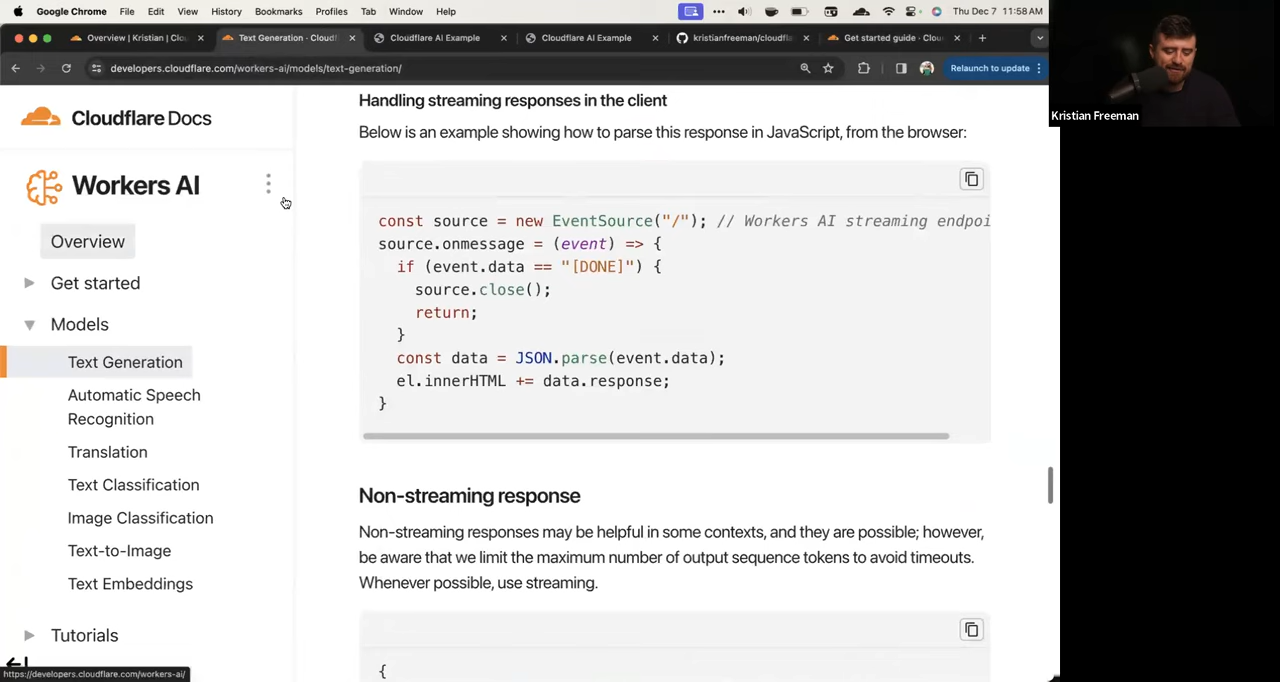 Google Chrome File Edit View History Bookmarks Profiles Tab Window Help Thu Dec 7 11:58 AM
Overview | Kristian | Clo Text Generation · Cloudf Cloudflare AI Example Cloudflare AI Example kristianfreeman/cloudfla Get started guide · Clou
developers.cloudflare.com/workers-ai/models/text-generation/ Relaunch to update
Kristian Freeman
Cloudflare Docs
Workers AI
Overview
Get started
Models
Text Generation
Automatic Speech
Recognition
Translation
Text Classification
Image Classification
Text-to-Image
Text Embeddings
Tutorials
https://developers.cloudflare.com/workers-ai/
Handling streaming responses in the client
Below is an example showing how to parse this response in JavaScript, from the browser:
const source = new EventSource("/"); // Workers AI streaming endpoi
source.onmessage = (event) => {
if (event.data == "[DONE]") {
source.close();
return;
}
const data = JSON.parse(event.data);
el.innerHTML += data.response;
}
Non-streaming response
Non-streaming responses may be helpful in some contexts, and they are possible; however,
be aware that we limit the maximum number of output sequence tokens to avoid timeouts.
Whenever possible, use streaming.
{